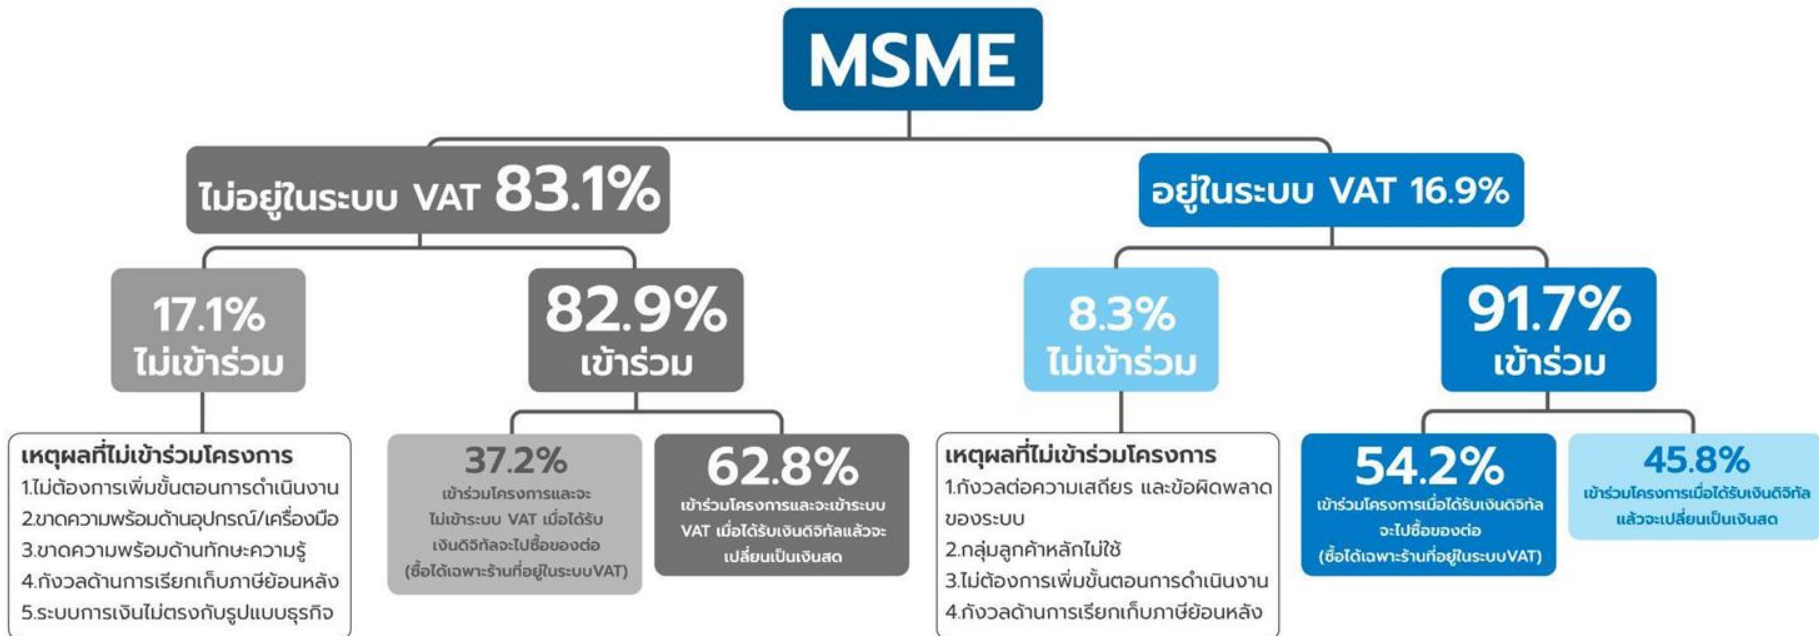 MSME
ไม่อยู่ในระบบ VAT 83.1%
อยู่ในระบบ VAT 16.9%
17.1%
ไม่เข้าร่วม
82.9%
เข้าร่วม
8.3%
ไม่เข้าร่วม
91.7%
เข้าร่วม
เหตุผลที่ไม่เข้าร่วมโครงการ
1.ไม่ต้องการเพิ่มขั้นตอนการดำเนินงาน
2.ขาดความพร้อมด้านอุปกรณ์/เครื่องมือ
3.ขาดความพร้อมด้านทักษะความรู้
4.กังวลด้านการเรียกเก็บภาษีย้อนหลัง
5.ระบบการเงินไม่ตรงกับรูปแบบธุรกิจ
37.2%
เข้าร่วมโครงการและจะ
ไม่เข้าระบบ VAT เมื่อได้รับ
เงินดิจิทัลจะไปซื้อของต่อ
(ซื้อได้เฉพาะร้านที่อยู่ในระบบVAT)
62.8%
เข้าร่วมโครงการและจะเข้าระบบ
VAT เมื่อได้รับเงินดิจิทัลแล้วจะ
เปลี่ยนเป็นเงินสด
เหตุผลที่ไม่เข้าร่วมโครงการ
1.กังวลต่อความเสถียร และข้อผิดพลาด
ของระบบ
2.กลุ่มลูกค้าหลักไม่ใช้
3.ไม่ต้องการเพิ่มขั้นตอนการดำเนินงาน
4.กังวลด้านการเรียกเก็บภาษีย้อนหลัง
54.2%
เข้าร่วมโครงการเมื่อได้รับเงินดิจิทัล
จะไปซื้อของต่อ
(ซื้อได้เฉพาะร้านที่อยู่ในระบบVAT)
45.8%
เข้าร่วมโครงการเมื่อได้รับเงินดิจิทัล
แล้วจะเปลี่ยนเป็นเงินสด